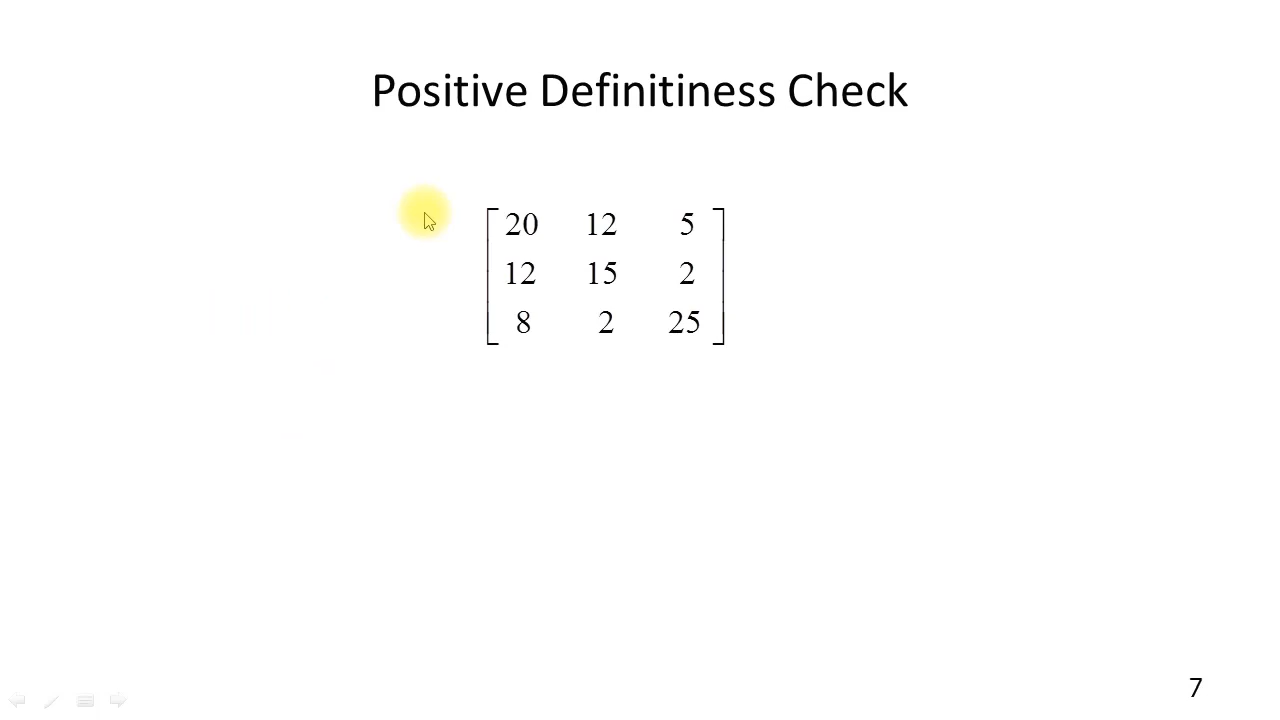 Positive Definitiness Check
20 12 5
12 15 2
8 2 25
7